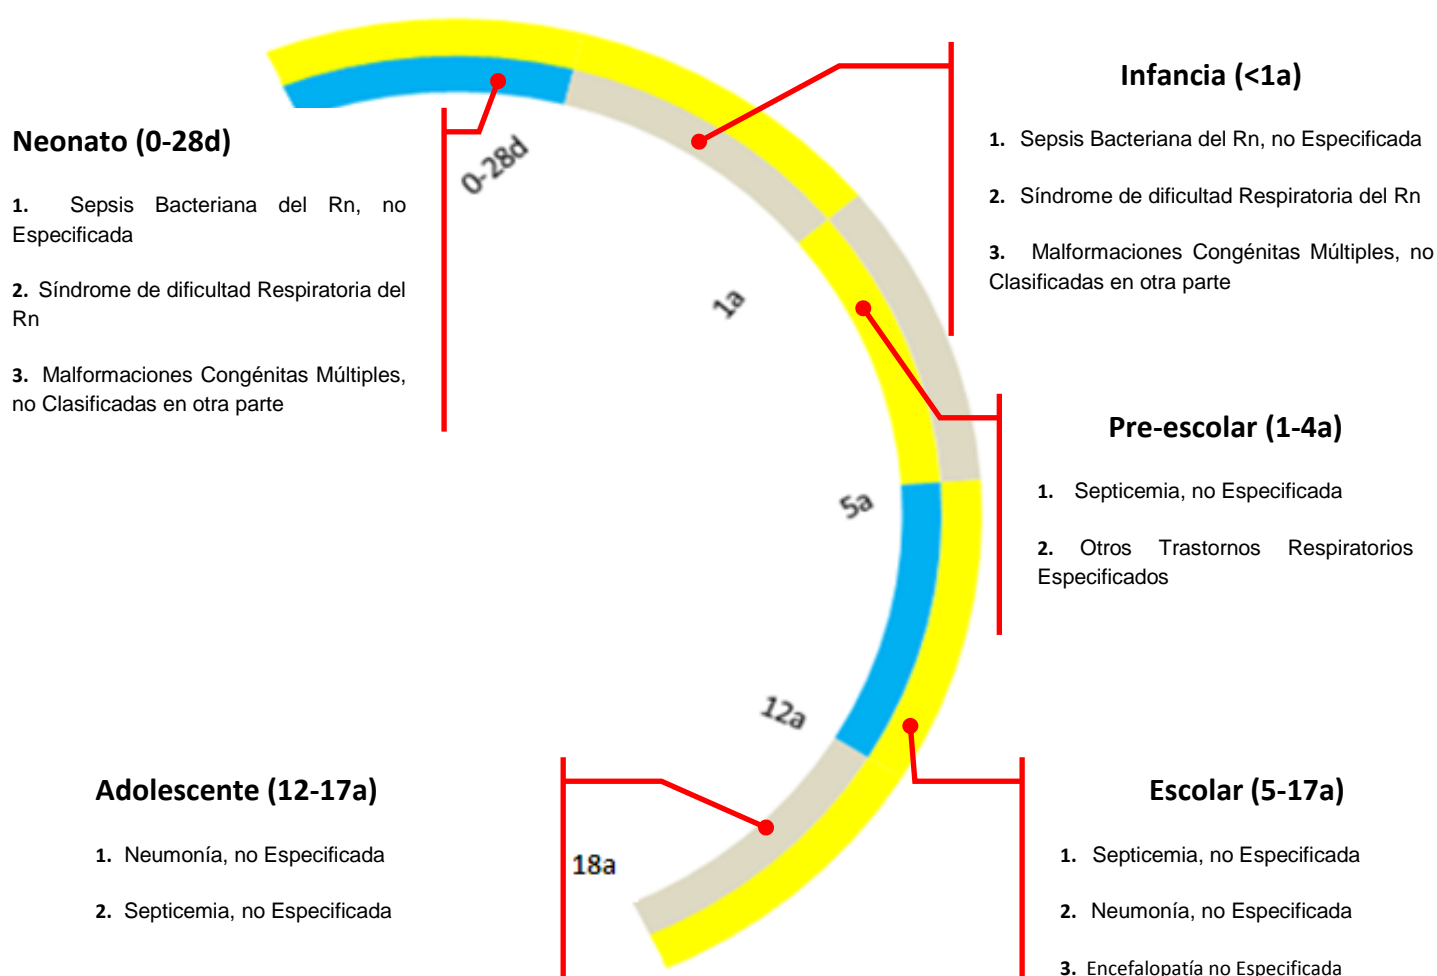 Neonato (0-28d)
1. Sepsis Bacteriana del Rn, no
Especificada
2. Síndrome de dificultad Respiratoria del
Rn
3. Malformaciones Congénitas Múltiples,
no Clasificadas en otra parte
0-28d
1a
5a
12a
18a
Infancia (<1a)
1. Sepsis Bacteriana del Rn, no Especificada
2. Síndrome de dificultad Respiratoria del Rn
3. Malformaciones Congénitas Múltiples, no
Clasificadas en otra parte
Pre-escolar (1-4a)
1. Septicemia, no Especificada
2. Otros Trastornos Respiratorios
Especificados
Adolescente (12-17a)
1. Neumonía, no Especificada
2. Septicemia, no Especificada
Escolar (5-17a)
1. Septicemia, no Especificada
2. Neumonía, no Especificada
3. Encefalopatía no Especificada